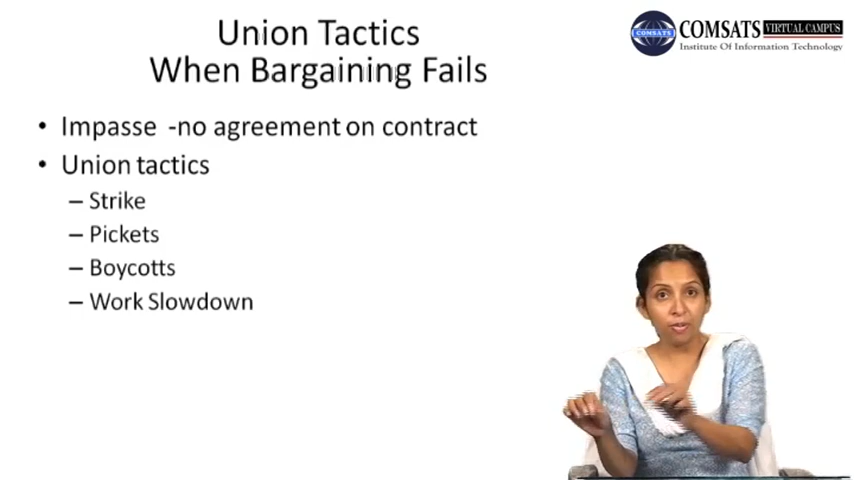 Union Tactics
When Bargaining Fails
COMSATS VIRTUAL CAMPUS
COMSATS
Institute Of Information Technology
• Impasse -no agreement on contract
• Union tactics
– Strike
– Pickets
– Boycotts
– Work Slowdown